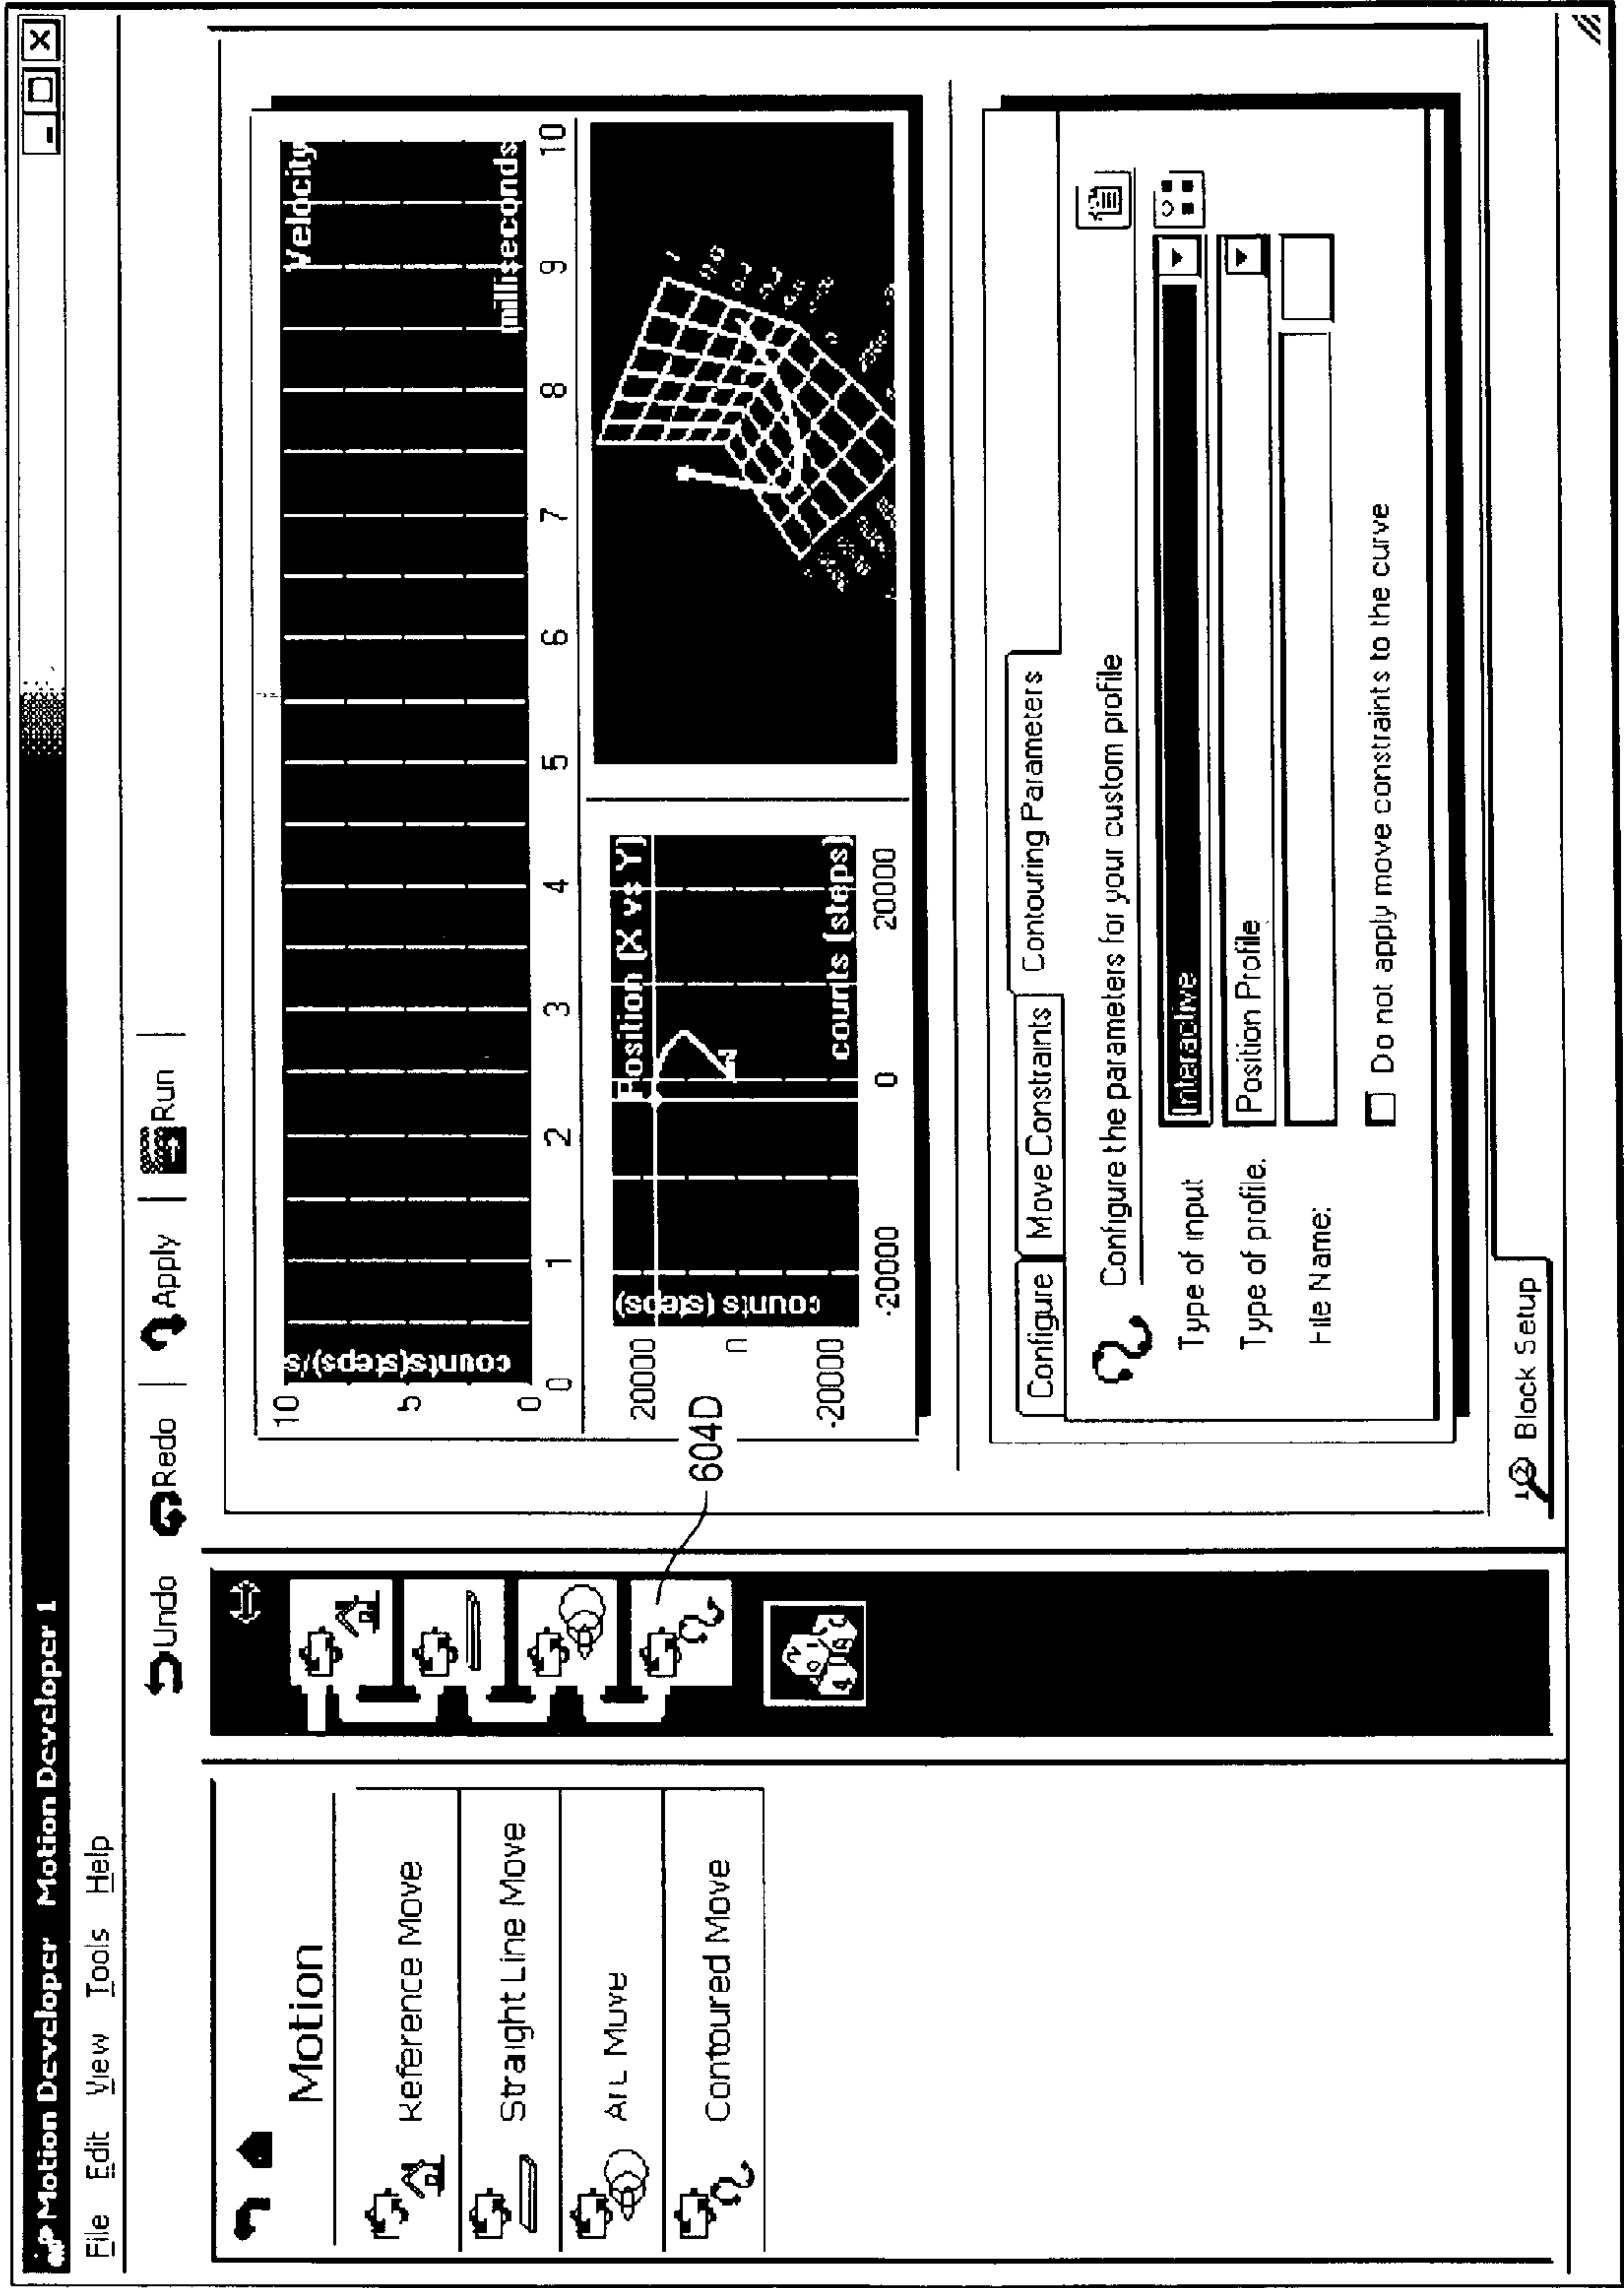 Motion Developer   Motion Developer 1
File Edit View Tools Help
Undo Redo Apply Run
Motion
Reference Move
Straight Line Move
Arc Move
Contoured Move
604D
Velocity
counts(steps)/s
milliseconds
10
5
0
0 1 2 3 4 5 6 7 8 9 10
Position (X vs Y)
counts (steps)
counts (steps)
20000
0
-20000
-20000 0 20000
Configure Move Constraints Contouring Parameters
Configure the parameters for your custom profile
Type of input
Interactive
Type of profile.
Position Profile
File Name:
Do not apply move constraints to the curve
Block Setup